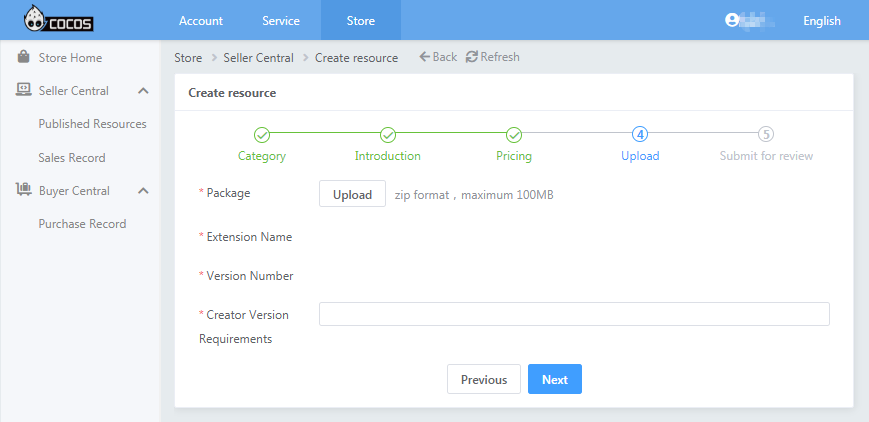 COCOS
Account Service Store English
Store Home
Seller Central
Published Resources
Sales Record
Buyer Central
Purchase Record
Store > Seller Central > Create resource Back Refresh
Create resource
4 5
Category Introduction Pricing Upload Submit for review
* Package Upload zip format，maximum 100MB
* Extension Name
* Version Number
* Creator Version
Requirements
Previous Next